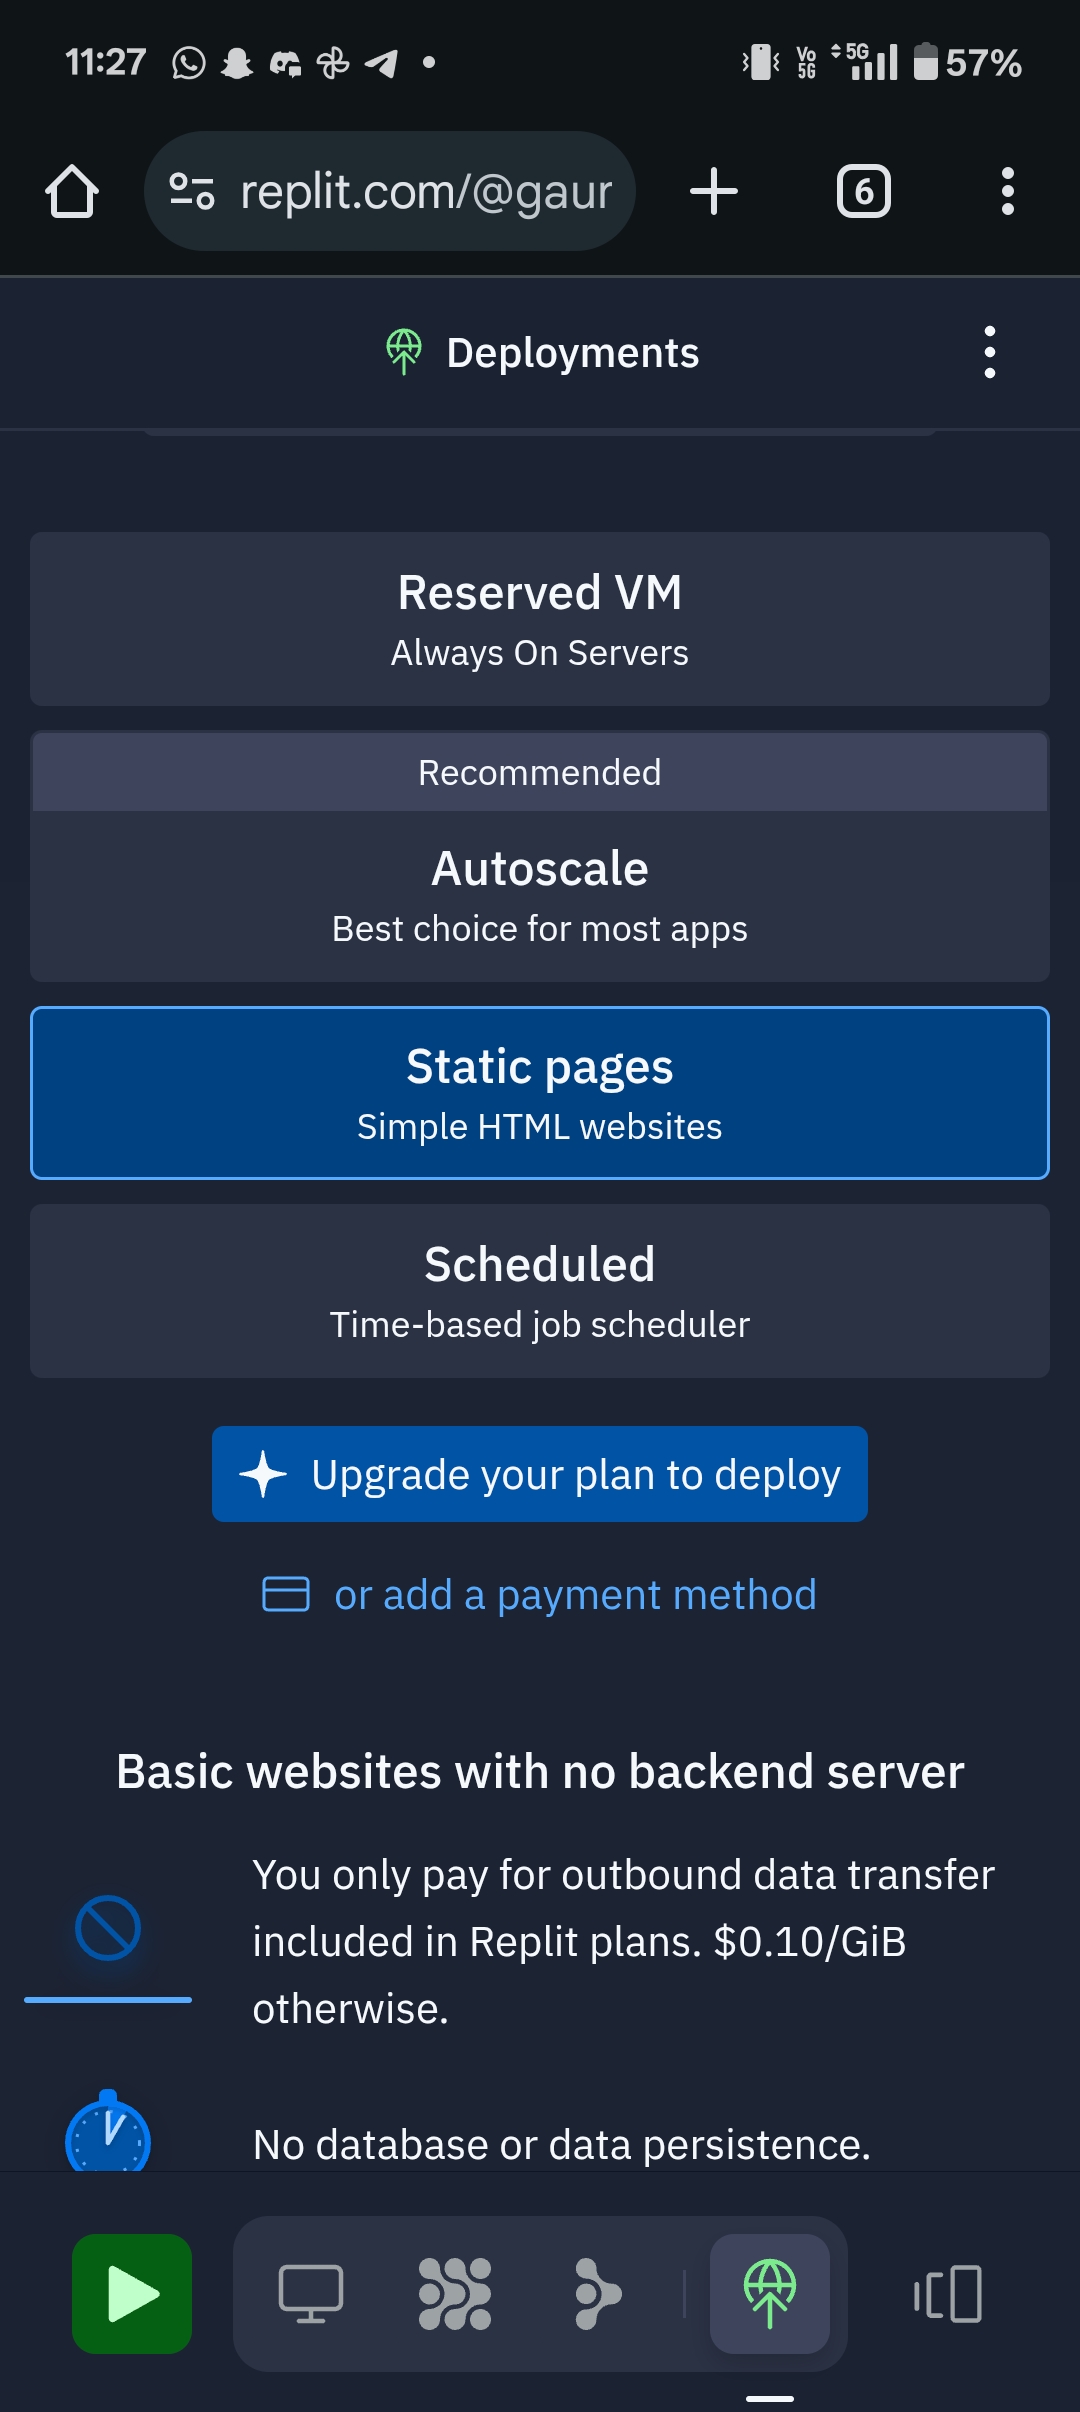 11:27
Vo 5G
5G
57%
replit.com/@gaur
6
Deployments
Reserved VM
Always On Servers
Recommended
Autoscale
Best choice for most apps
Static pages
Simple HTML websites
Scheduled
Time-based job scheduler
Upgrade your plan to deploy
or add a payment method
Basic websites with no backend server
You only pay for outbound data transfer
included in Replit plans. $0.10/GiB
otherwise.
No database or data persistence.